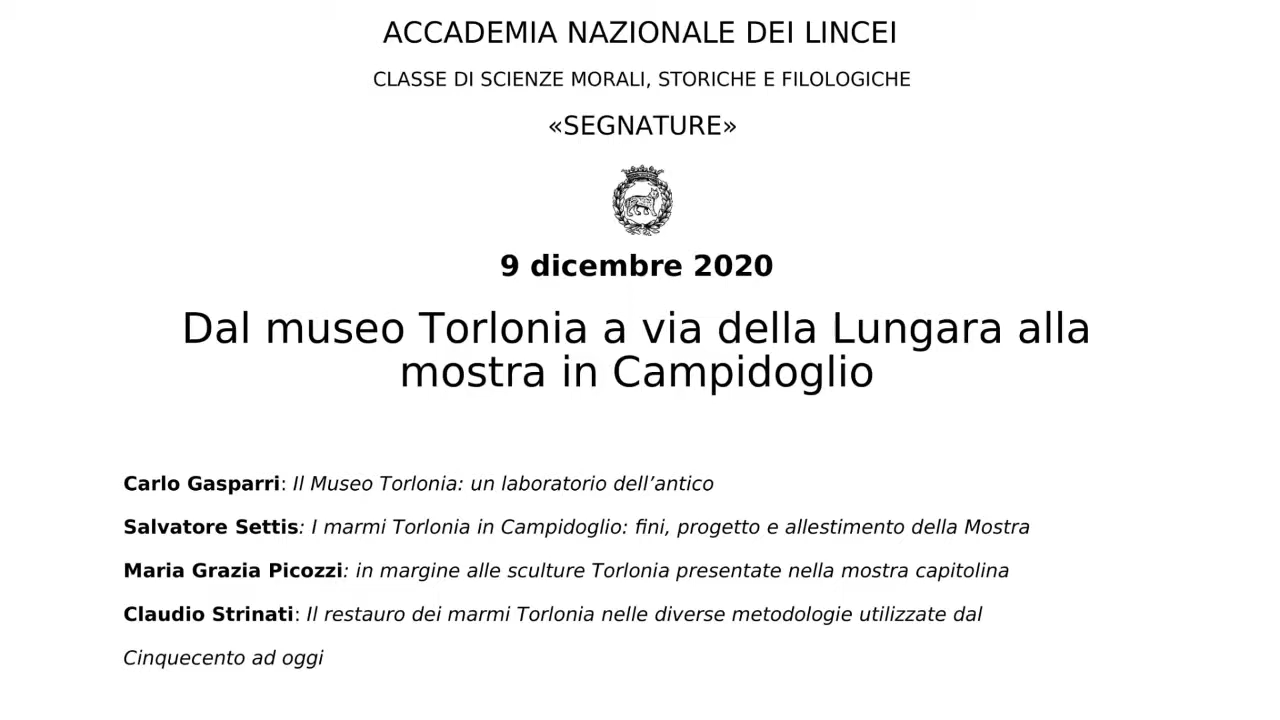 ACCADEMIA NAZIONALE DEI LINCEI
CLASSE DI SCIENZE MORALI, STORICHE E FILOLOGICHE
«SEGNATURE»
9 dicembre 2020
Dal museo Torlonia a via della Lungara alla
mostra in Campidoglio
Carlo Gasparri: Il Museo Torlonia: un laboratorio dell’antico
Salvatore Settis: I marmi Torlonia in Campidoglio: fini, progetto e allestimento della Mostra
Maria Grazia Picozzi: in margine alle sculture Torlonia presentate nella mostra capitolina
Claudio Strinati: Il restauro dei marmi Torlonia nelle diverse metodologie utilizzate dal
Cinquecento ad oggi